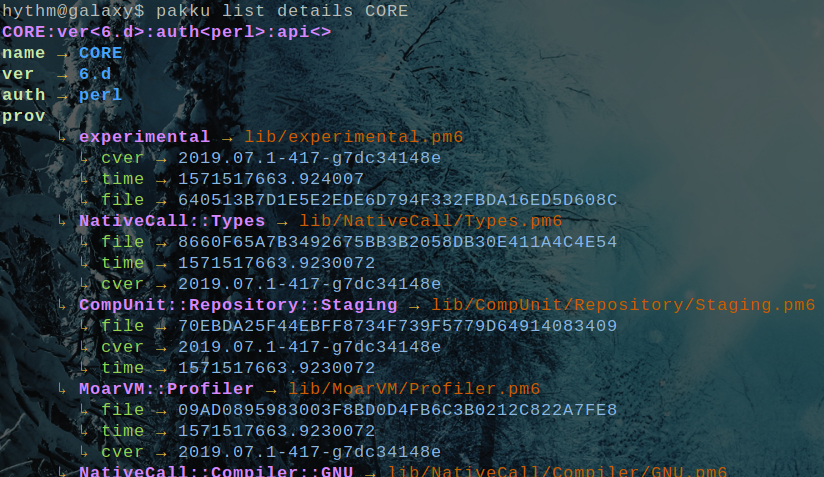 hythm@galaxy$ pakku list details CORE
CORE:ver<6.d>:auth<perl>:api<>
name → CORE
ver → 6.d
auth → perl
prov
↳ experimental → lib/experimental.pm6
↳ cver → 2019.07.1-417-g7dc34148e
↳ time → 1571517663.924007
↳ file → 640513B7D1E5E2EDE6D794F332FBDA16ED5D608C
↳ NativeCall::Types → lib/NativeCall/Types.pm6
↳ file → 8660F65A7B3492675BB3B2058DB30E411A4C4E54
↳ time → 1571517663.9230072
↳ cver → 2019.07.1-417-g7dc34148e
↳ CompUnit::Repository::Staging → lib/CompUnit/Repository/Staging.pm6
↳ file → 70EBDA25F44EBFF8734F739F5779D64914083409
↳ cver → 2019.07.1-417-g7dc34148e
↳ time → 1571517663.9230072
↳ MoarVM::Profiler → lib/MoarVM/Profiler.pm6
↳ file → 09AD0895983003F8BD0D4FB6C3B0212C822A7FE8
↳ time → 1571517663.9230072
↳ cver → 2019.07.1-417-g7dc34148e
↳ NativeCall::Compiler::GNU → lib/NativeCall/Compiler/GNU.pm6